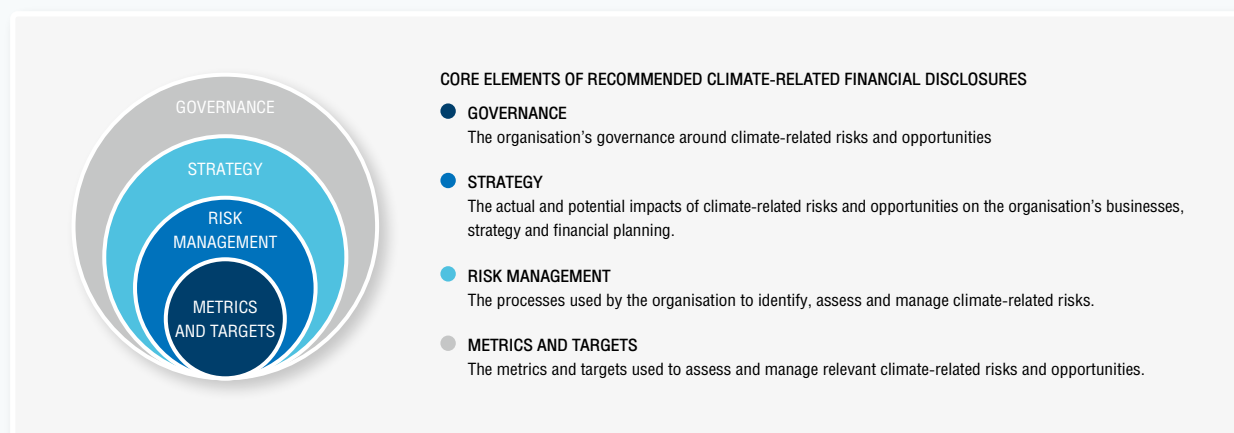 GOVERNANCE
STRATEGY
RISK
MANAGEMENT
METRICS
AND TARGETS
CORE ELEMENTS OF RECOMMENDED CLIMATE-RELATED FINANCIAL DISCLOSURES
GOVERNANCE
The organisation's governance around climate-related risks and opportunities
STRATEGY
The actual and potential impacts of climate-related risks and opportunities on the organisation's businesses,
strategy and financial planning.
RISK MANAGEMENT
The processes used by the organisation to identify, assess and manage climate-related risks.
METRICS AND TARGETS
The metrics and targets used to assess and manage relevant climate-related risks and opportunities.